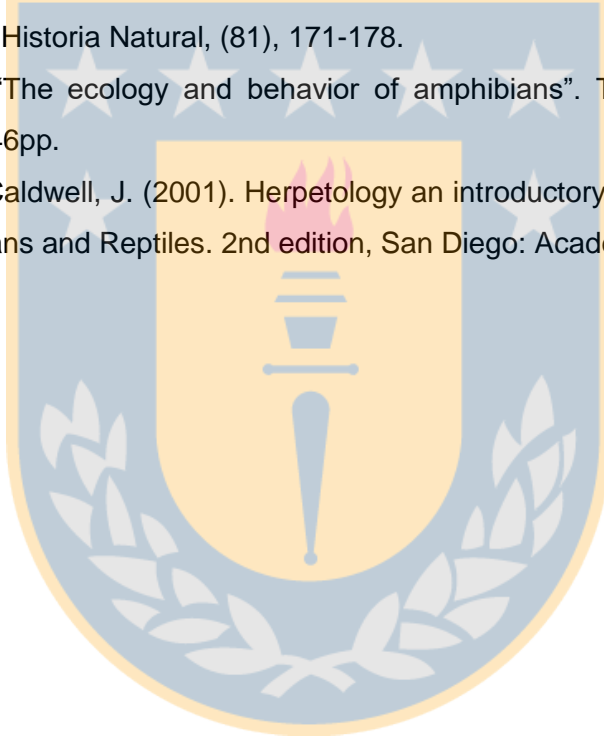 Historia Natural, (81), 171-178.
“The ecology and behavior of amphibians”. T
6pp.
Caldwell, J. (2001). Herpetology an introductory
ans and Reptiles. 2nd edition, San Diego: Acad